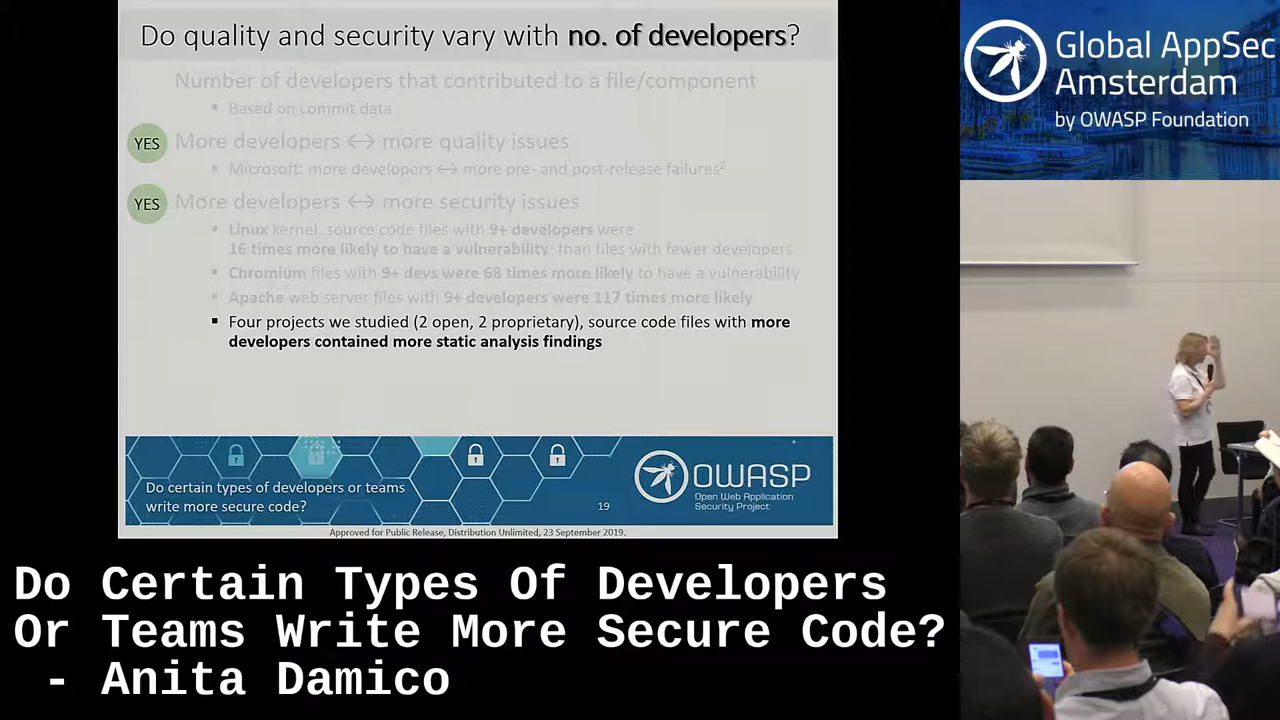 Do quality and security vary with no. of developers?
Number of developers that contributed to a file/component
▪ Based on commit data
YES More developers ↔ more quality issues
▪ Microsoft: more developers ↔ more pre- and post-release failures²
YES More developers ↔ more security issues
▪ Linux kernel, source code files with 9+ developers were
16 times more likely to have a vulnerability than files with fewer developers
▪ Chromium files with 9+ devs were 68 times more likely to have a vulnerability
▪ Apache web server files with 9+ developers were 117 times more likely
▪ Four projects we studied (2 open, 2 proprietary), source code files with more
developers contained more static analysis findings
Do certain types of developers or teams
write more secure code?
19
OWASP
Open Web Application
Security Project
Approved for Public Release, Distribution Unlimited, 23 September 2019.
Global AppSec
Amsterdam
by OWASP Foundation
Do Certain Types Of Developers
Or Teams Write More Secure Code?
- Anita Damico